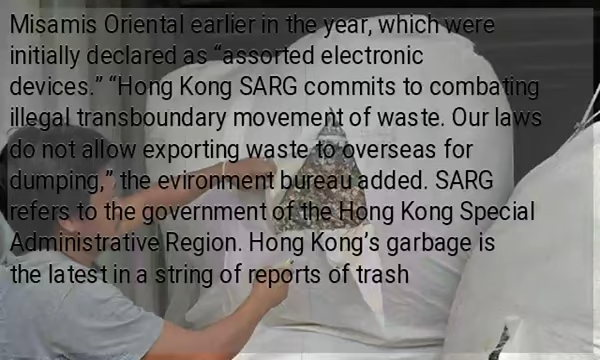 Misamis Oriental earlier in the year, which were
initially declared as “assorted electronic
devices.” “Hong Kong SARG commits to combating
illegal transboundary movement of waste. Our laws
do not allow exporting waste to overseas for
dumping,” the evironment bureau added. SARG
refers to the government of the Hong Kong Special
Administrative Region. Hong Kong’s garbage is
the latest in a string of reports of trash